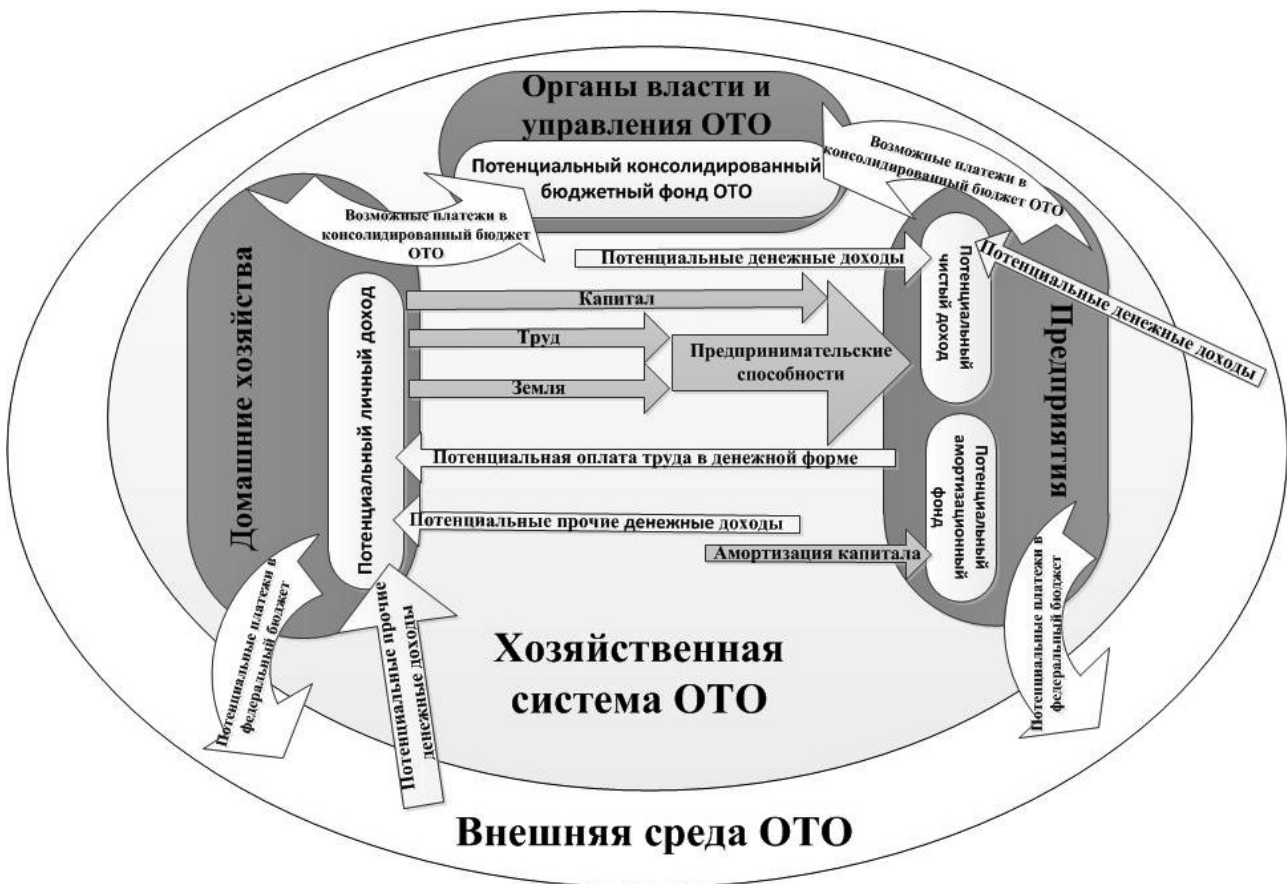 Органы власти и
управления ОТО
Потенциальный консолидированный
бюджетный фонд ОТО
Возможные платежи в
консолидированный бюджет ОТО
Возможные платежи в
консолидированный бюджет
ОТО
Домашние хозяйства
Потенциальный личный доход
Потенциальные денежные доходы
Капитал
Труд
Земля
Предпринимательские
способности
Потенциальный
чистый доход
Потенциальные денежные доходы
Предприятия
Потенциальная оплата труда в денежной форме
Потенциальные прочие денежные доходы
Амортизация капитала
Потенциальный
амортизационный
фонд
Потенциальные платежи в
федеральный бюджет
Потенциальные прочие
денежные доходы
Потенциальные платежи в
федеральный бюджет
Хозяйственная
система ОТО
Внешняя среда ОТО